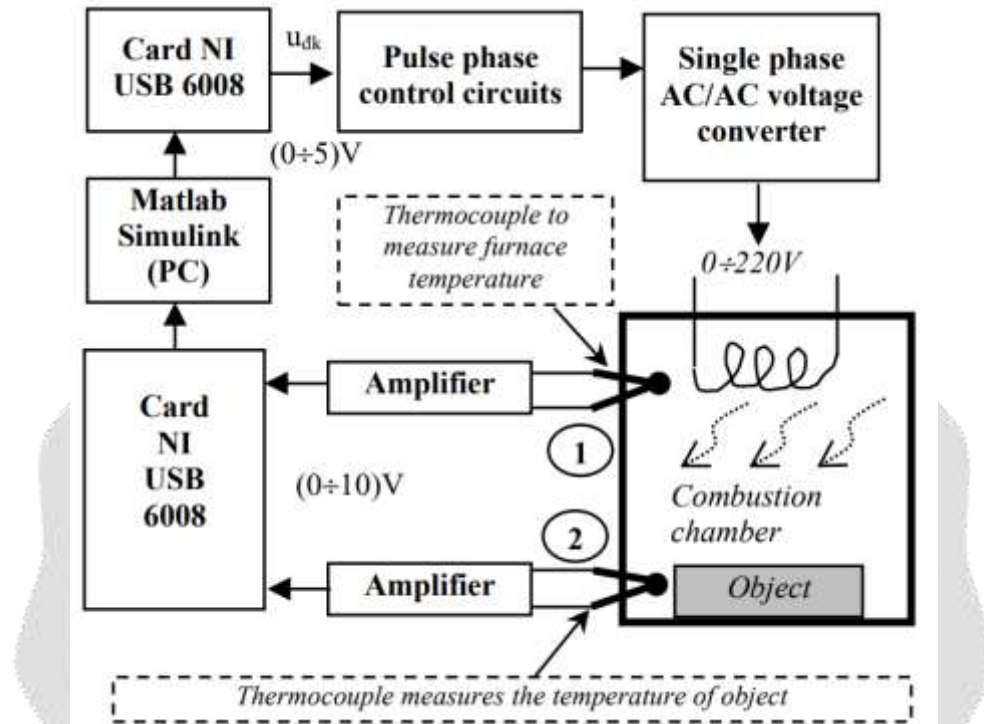 Card NI
USB 6008
u_đk
Pulse phase
control circuits
Single phase
AC/AC voltage
converter
(0÷5)V
Matlab
Simulink
(PC)
Thermocouple to
measure furnace
temperature
0÷220V
Card
NI
USB
6008
Amplifier
1
(0÷10)V
Combustion
chamber
2
Amplifier
Object
Thermocouple measures the temperature of object